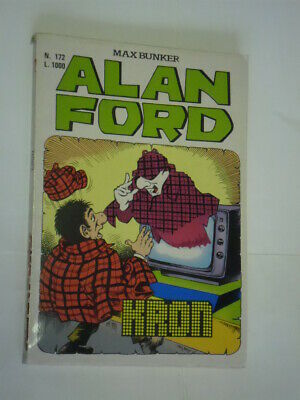 MAX BUNKER
N. 172
L. 1000
ALAN
FORD
KRON